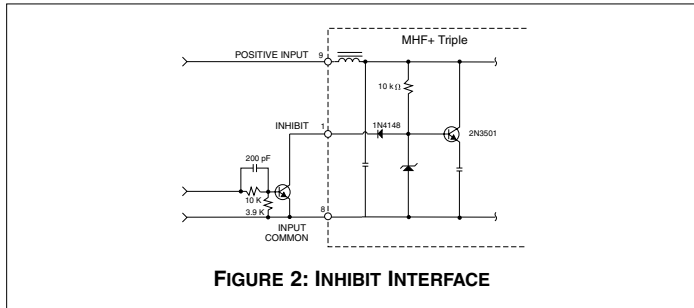 MHF+ Triple
POSITIVE INPUT
9
10 kΩ
INHIBIT
1
1N4148
2N3501
200 pF
10 K
3.9 K
8
INPUT
COMMON
FIGURE 2: INHIBIT INTERFACE